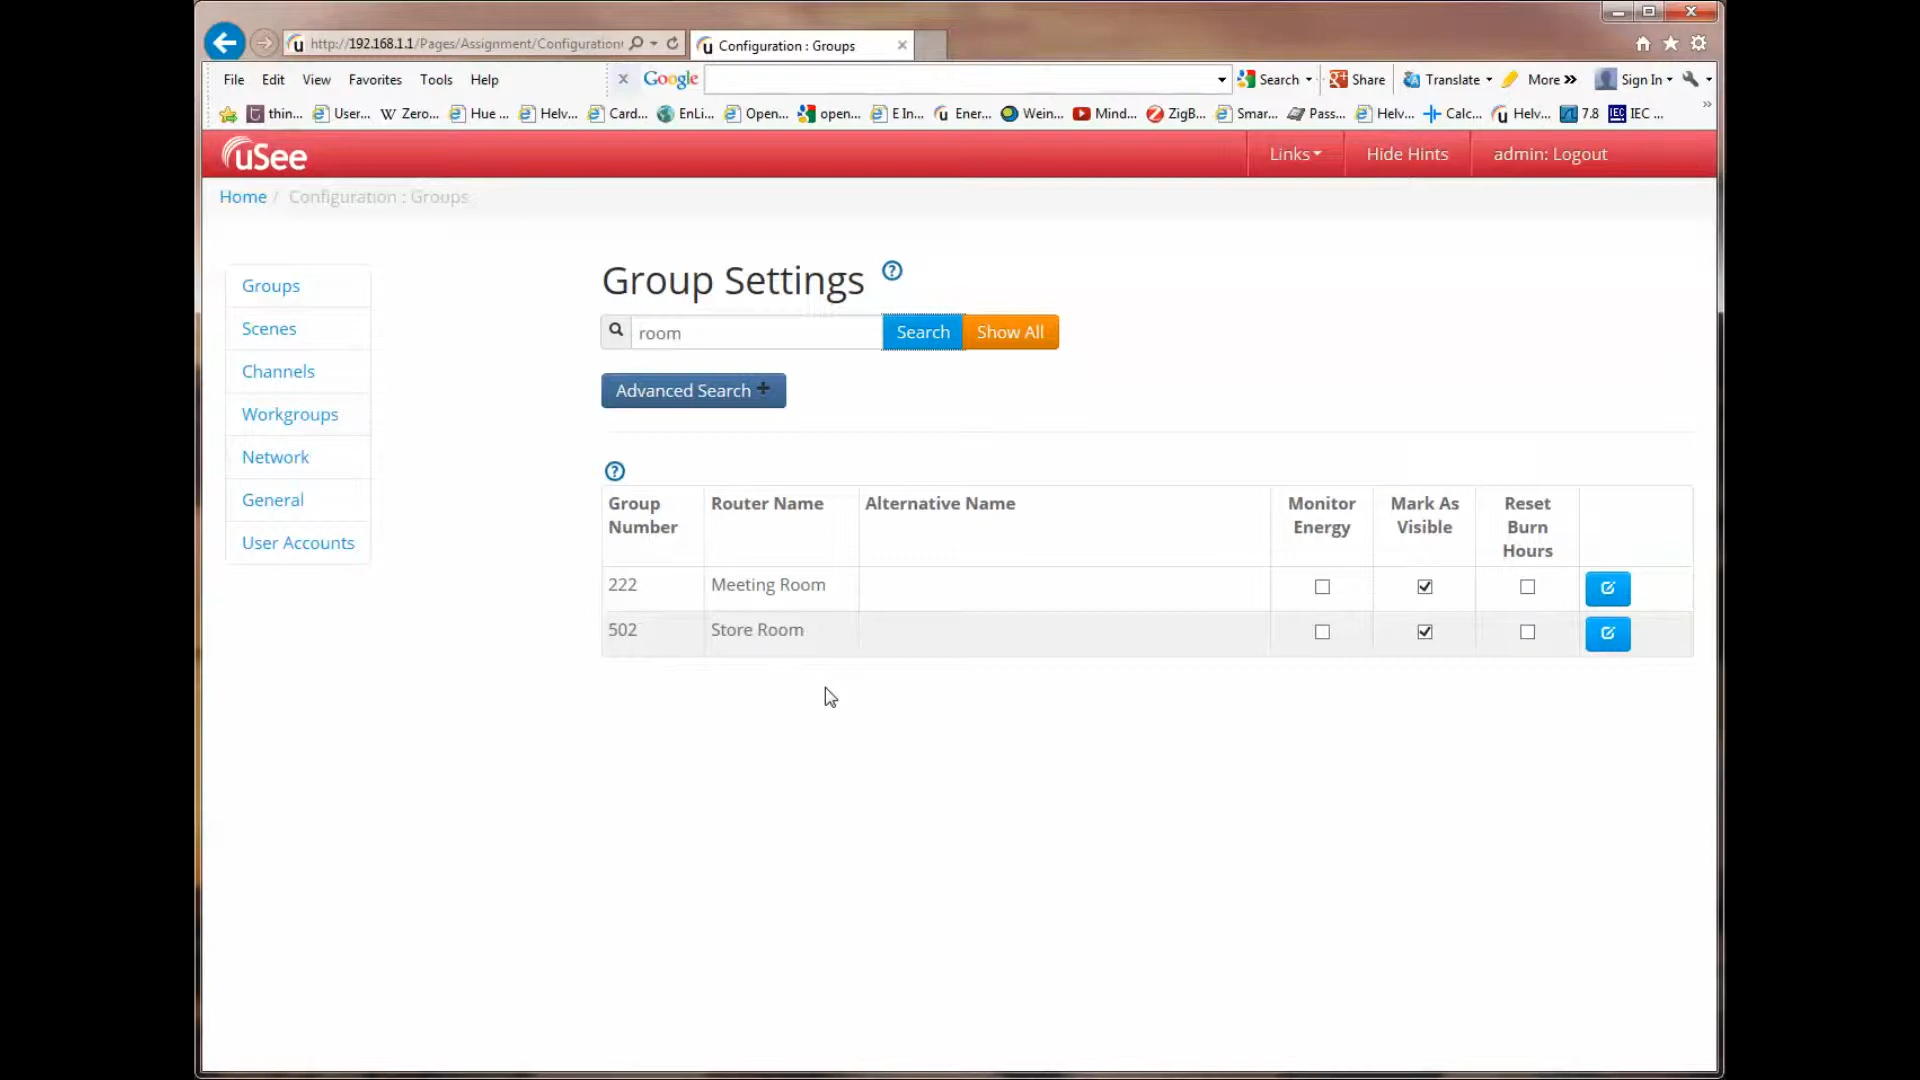 http://192.168.1.1/Pages/Assignment/Configuration
Configuration : Groups
File Edit View Favorites Tools Help
x Google Search Share Translate More » Sign In
thin... User... W Zero... Hue ... Helv... Card... EnLi... Open... open... E In... Ener... Wein... Mind... ZigB... Smar... Pass... Helv... Calc... Helv... 7.8 IEC IEC ... »
uSee Links Hide Hints admin: Logout
Home / Configuration : Groups
Groups
Scenes
Channels
Workgroups
Network
General
User Accounts
Group Settings ?
room Search Show All
Advanced Search +
?
Group Number Router Name Alternative Name Monitor Energy Mark As Visible Reset Burn Hours
222 Meeting Room
502 Store Room